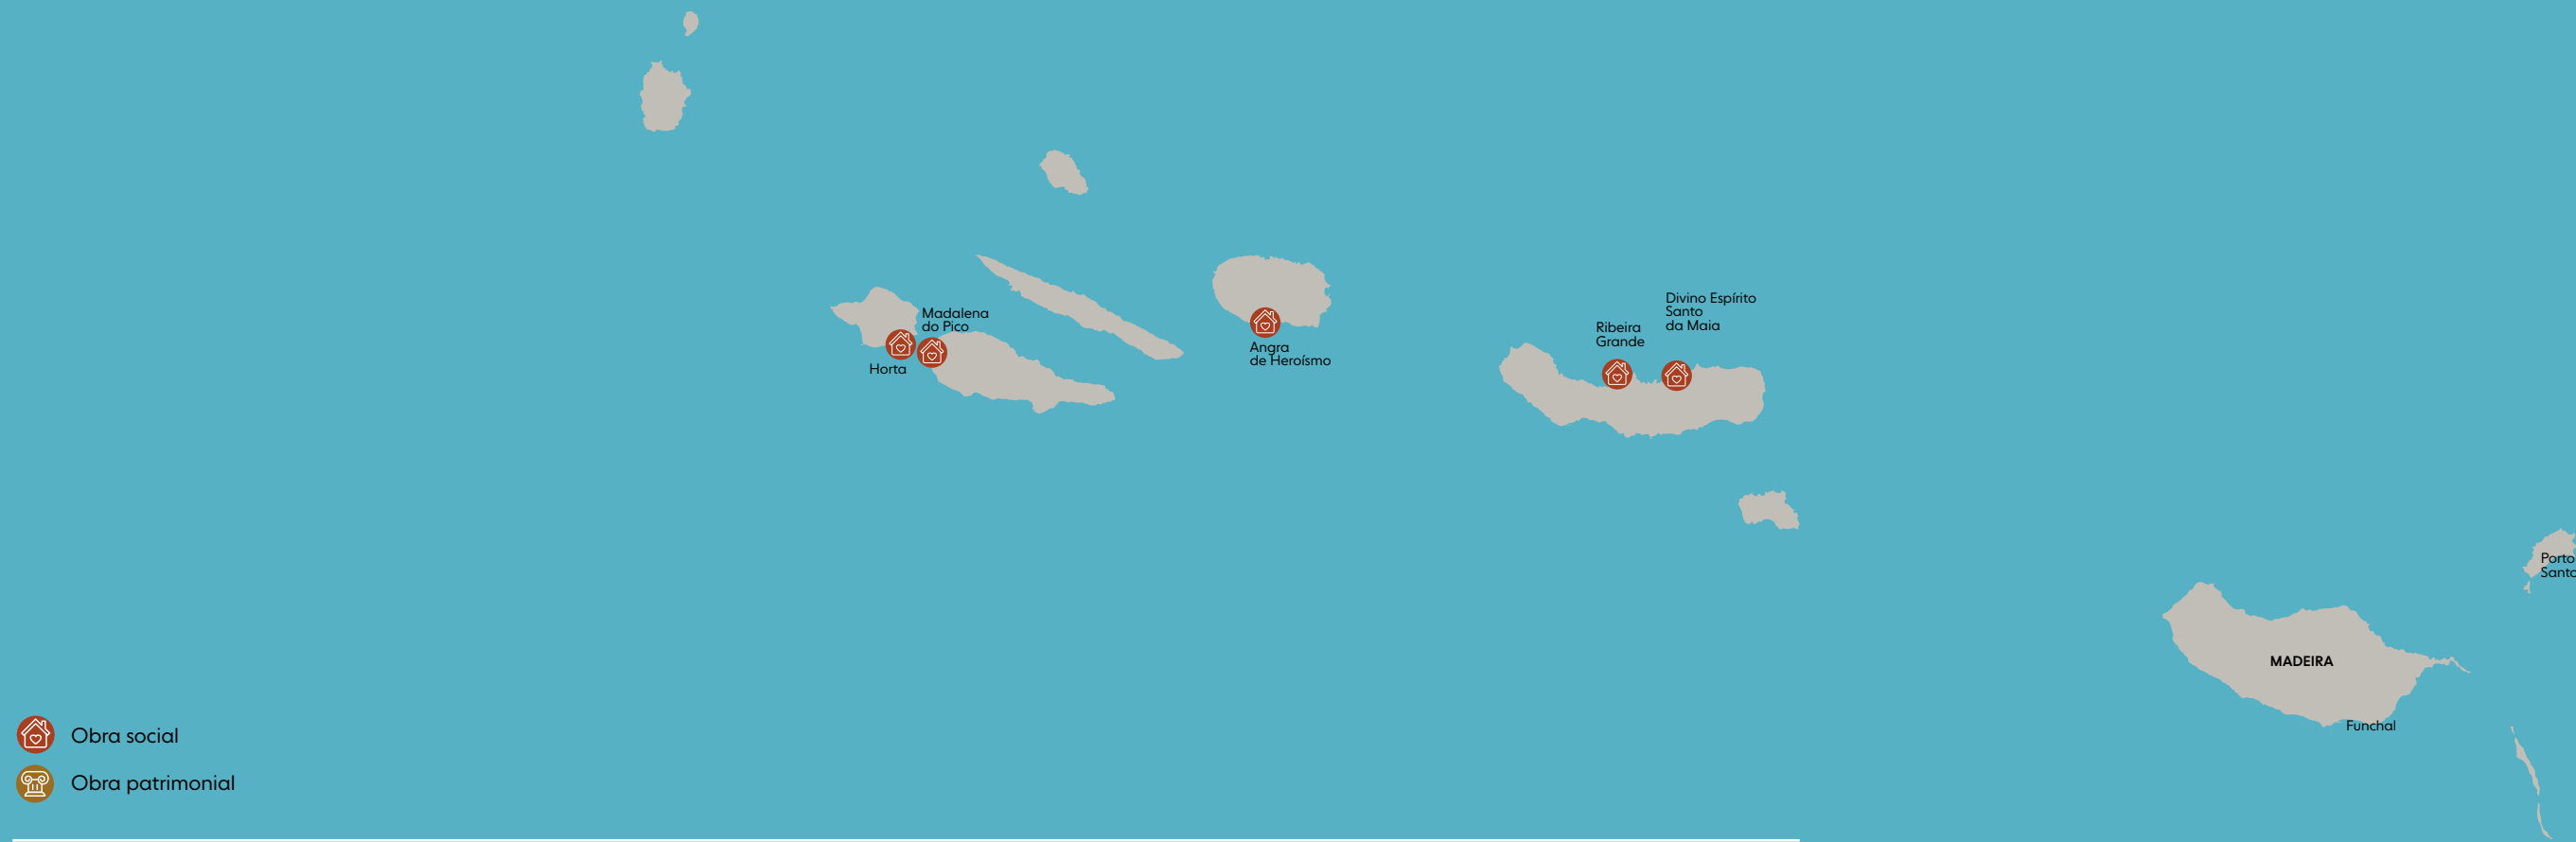 Madalena
do Pico
Horta
Angra
de Heroísmo
Ribeira
Grande
Divino Espírito
Santo
da Maia
Porto
Santo
MADEIRA
Funchal
Obra social
Obra patrimonial